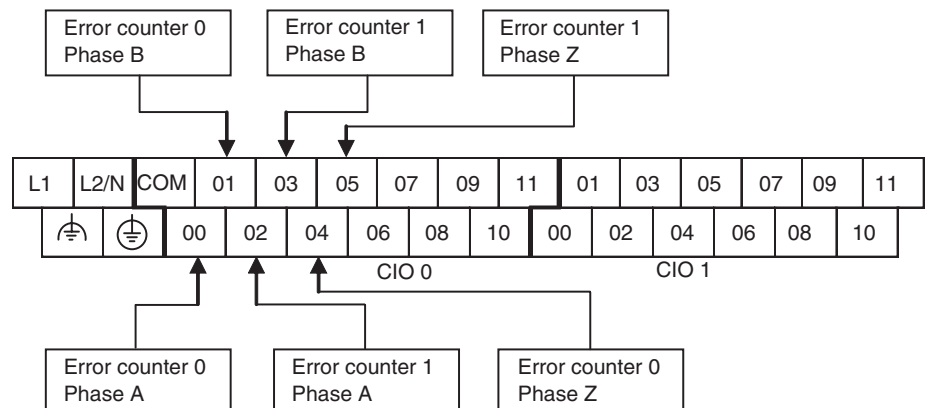 Error counter 0
Phase B
Error counter 1
Phase B
Error counter 1
Phase Z
L1 L2/N COM 01 03 05 07 09 11 01 03 05 07 09 11
00 02 04 06 08 10 00 02 04 06 08 10
CIO 0 CIO 1
Error counter 0
Phase A
Error counter 1
Phase A
Error counter 0
Phase Z